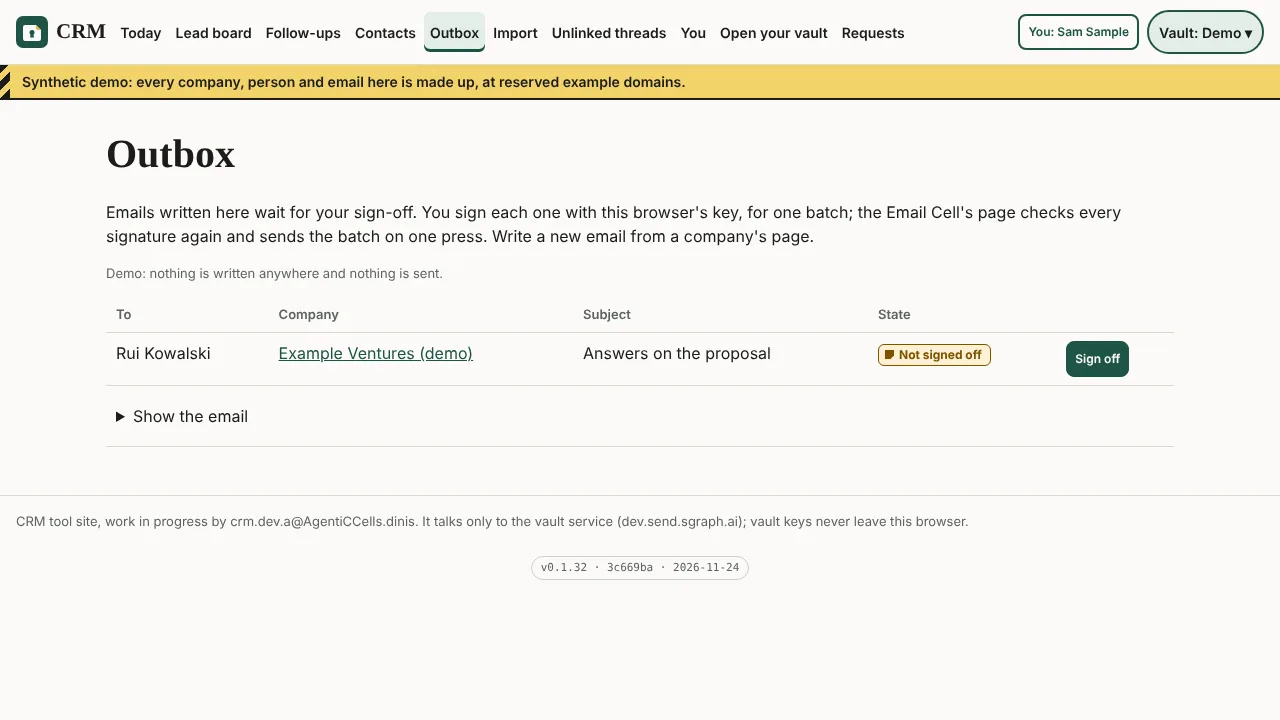 CRM Today Lead board Follow-ups Contacts Outbox Import Unlinked threads You Open your vault Requests You: Sam Sample Vault: Demo ▾
Synthetic demo: every company, person and email here is made up, at reserved example domains.
Outbox
Emails written here wait for your sign-off. You sign each one with this browser's key, for one batch; the Email Cell's page checks every
signature again and sends the batch on one press. Write a new email from a company's page.
Demo: nothing is written anywhere and nothing is sent.
To Company Subject State
Rui Kowalski Example Ventures (demo) Answers on the proposal Not signed off Sign off
▶ Show the email
CRM tool site, work in progress by crm.dev.a@AgentiCCells.dinis. It talks only to the vault service (dev.send.sgraph.ai); vault keys never leave this browser.
v0.1.32 · 3c669ba · 2026-11-24